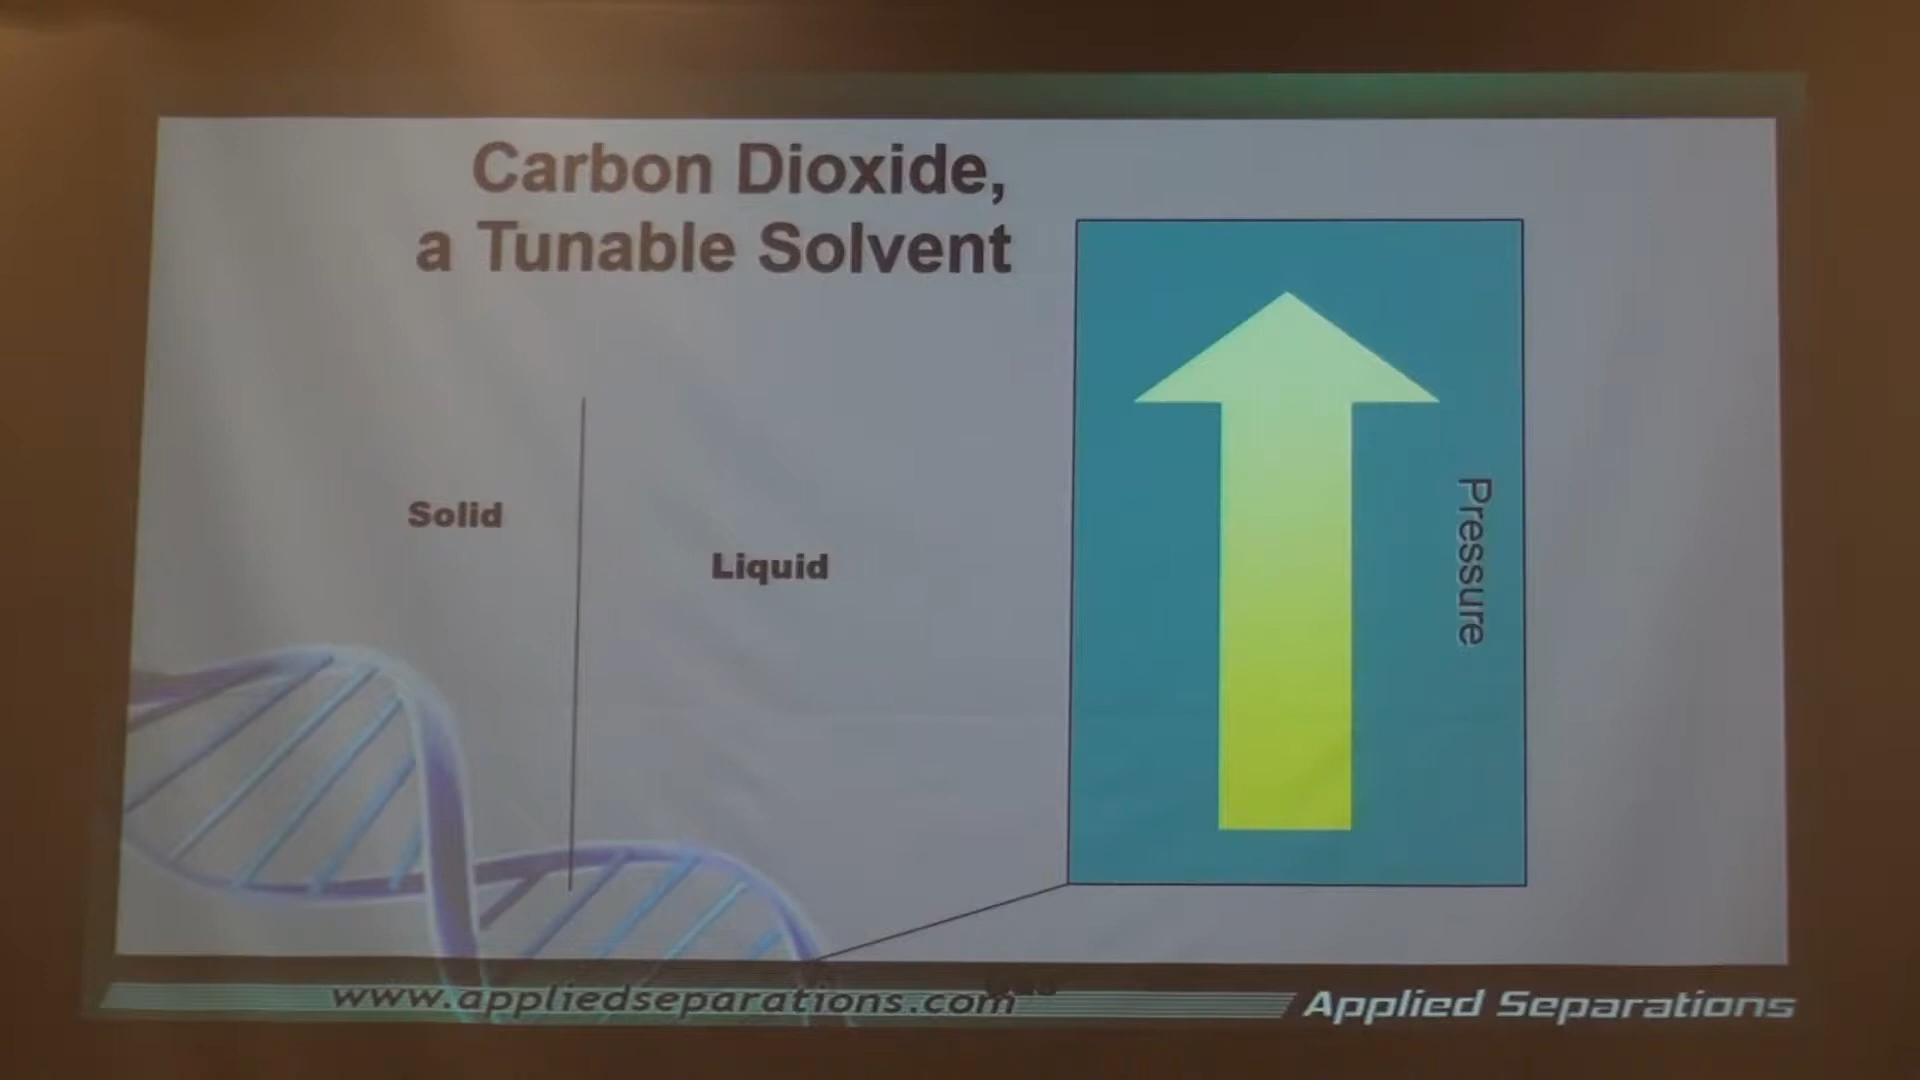 Carbon Dioxide,
a Tunable Solvent
Solid
Liquid
Pressure
www.appliedseparations.com
Applied Separations